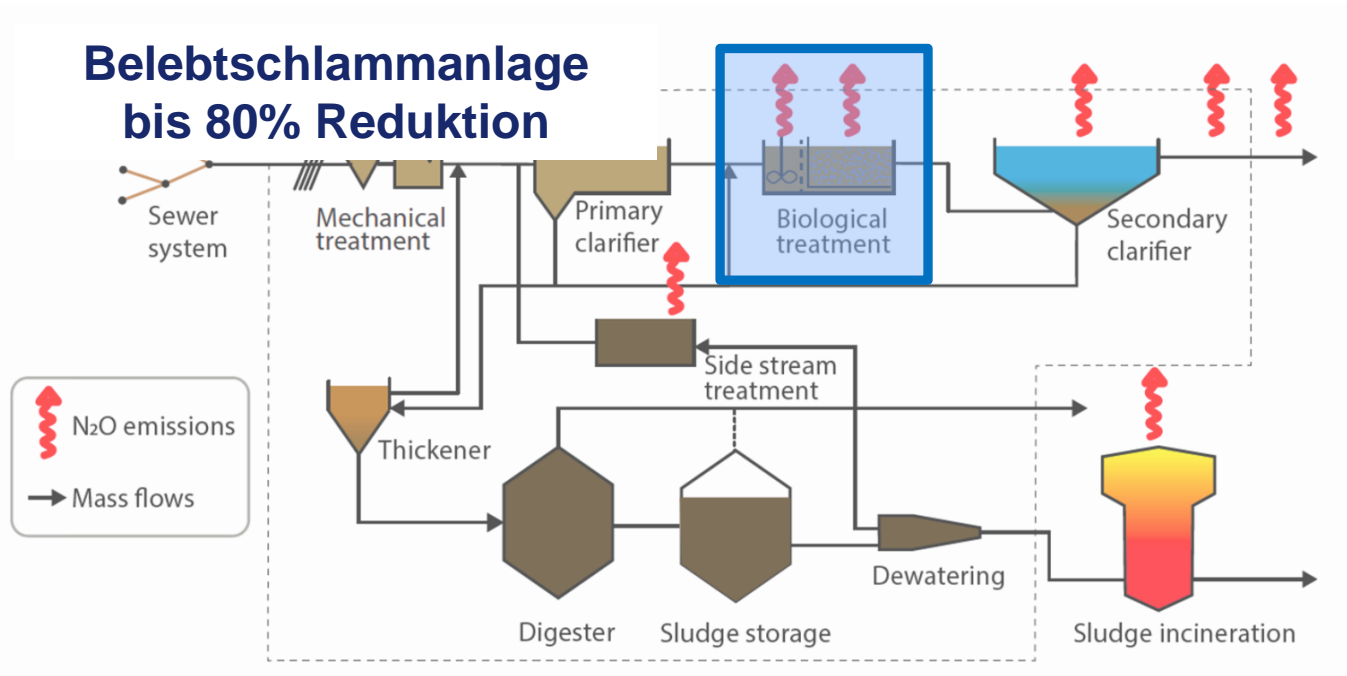 Belebtschlammanlage
bis 80% Reduktion
Sewer
system
Mechanical
treatment
Primary
clarifier
Biological
treatment
Secondary
clarifier
Side stream
treatment
N₂O emissions
Mass flows
Thickener
Digester
Sludge storage
Dewatering
Sludge incineration